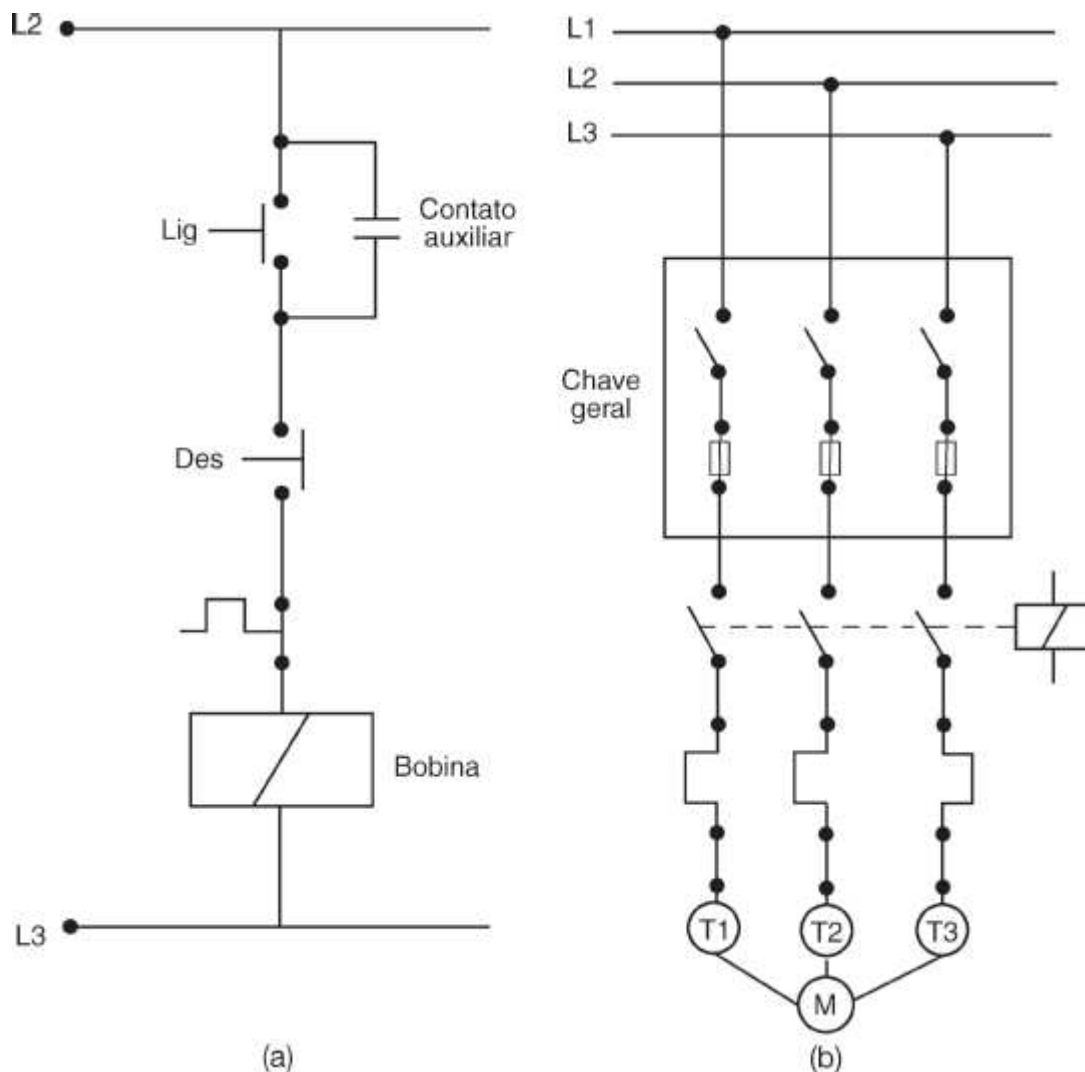 L2
Lig
Contato
auxiliar
Des
Bobina
L3
(a)
L1
L2
L3
Chave
geral
T1
T2
T3
M
(b)